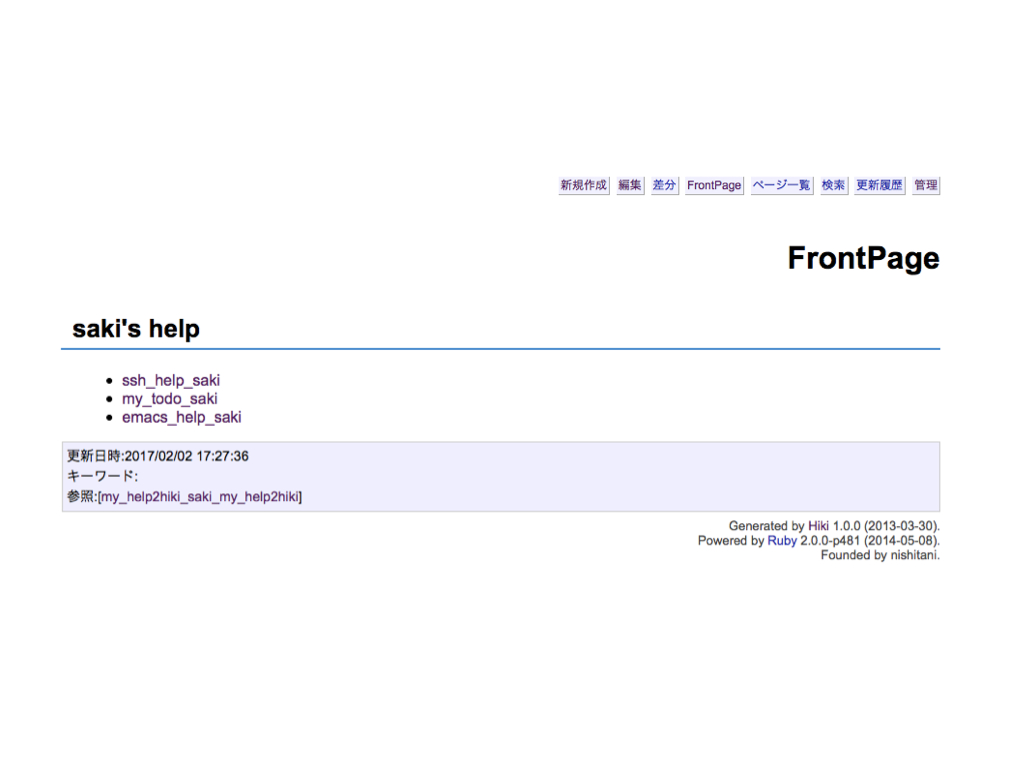 新規作成 編集 差分 FrontPage ページ一覧 検索 更新履歴 管理
FrontPage
saki's help
ssh_help_saki
my_todo_saki
emacs_help_saki
更新日時:2017/02/02 17:27:36
キーワード:
参照:[my_help2hiki_saki_my_help2hiki]
Generated by Hiki 1.0.0 (2013-03-30).
Powered by Ruby 2.0.0-p481 (2014-05-08).
Founded by nishitani.